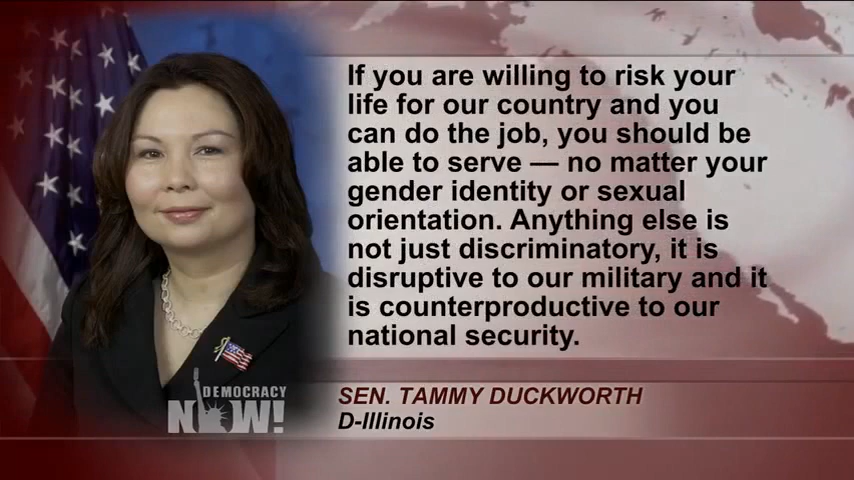 If you are willing to risk your
life for our country and you
can do the job, you should be
able to serve — no matter your
gender identity or sexual
orientation. Anything else is
not just discriminatory, it is
disruptive to our military and it
is counterproductive to our
national security.
SEN. TAMMY DUCKWORTH
D-Illinois
DEMOCRACY
NOW!